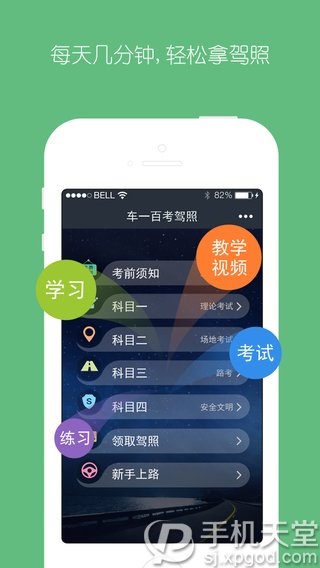 每天几分钟,轻松拿驾照
BELL
82%
车一百考驾照
教学
视频
考前须知
学习
科目一
理论考试
科目二
场地考试
考试
科目三
路考
科目四
安全文明
练习
领取驾照
新手上路
手机天堂
sj.xpgod.com